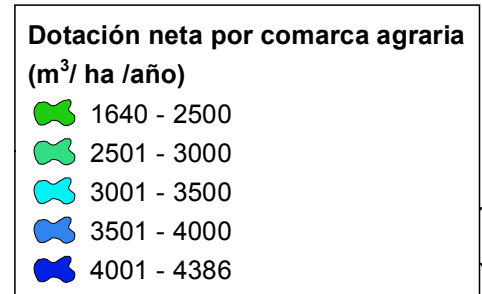 Dotación neta por comarca agraria
(m³/ ha /año)
1640 - 2500
2501 - 3000
3001 - 3500
3501 - 4000
4001 - 4386